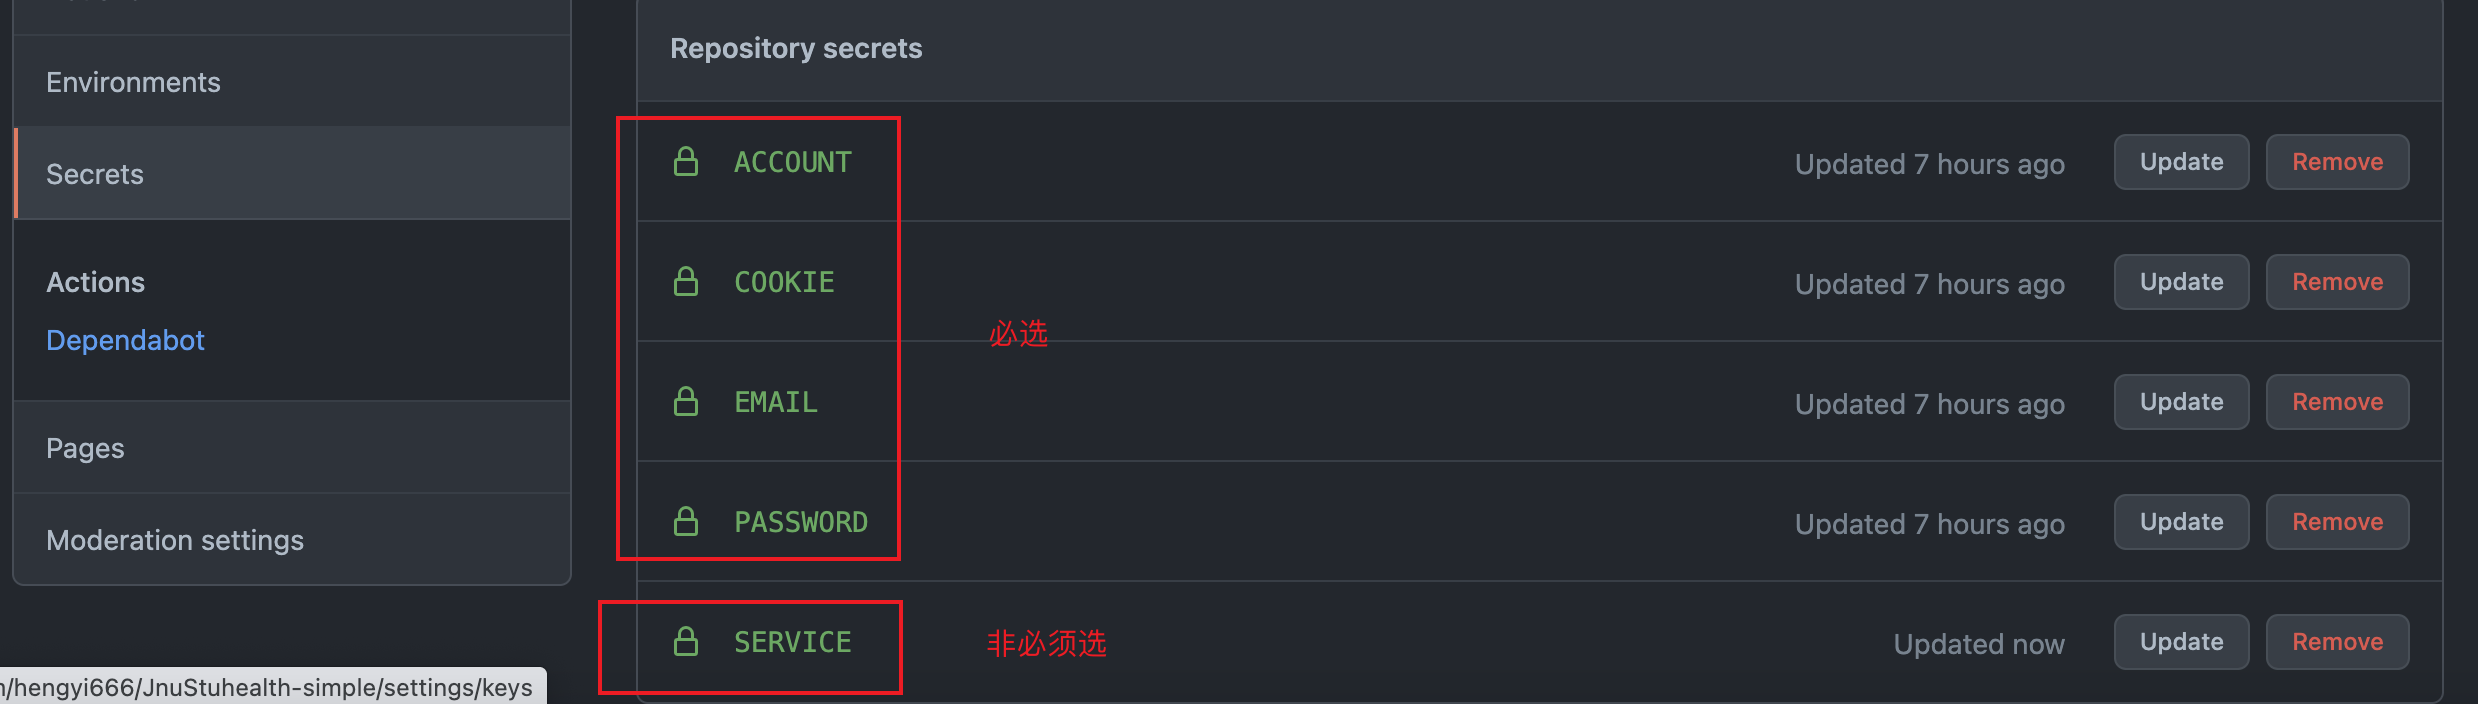 Environments
Secrets
Actions
Dependabot
Pages
Moderation settings
Repository secrets
ACCOUNT Updated 7 hours ago Update Remove
COOKIE Updated 7 hours ago Update Remove
必选
EMAIL Updated 7 hours ago Update Remove
PASSWORD Updated 7 hours ago Update Remove
SERVICE 非必须选 Updated now Update Remove
/hengyi666/JnuStuhealth-simple/settings/keys